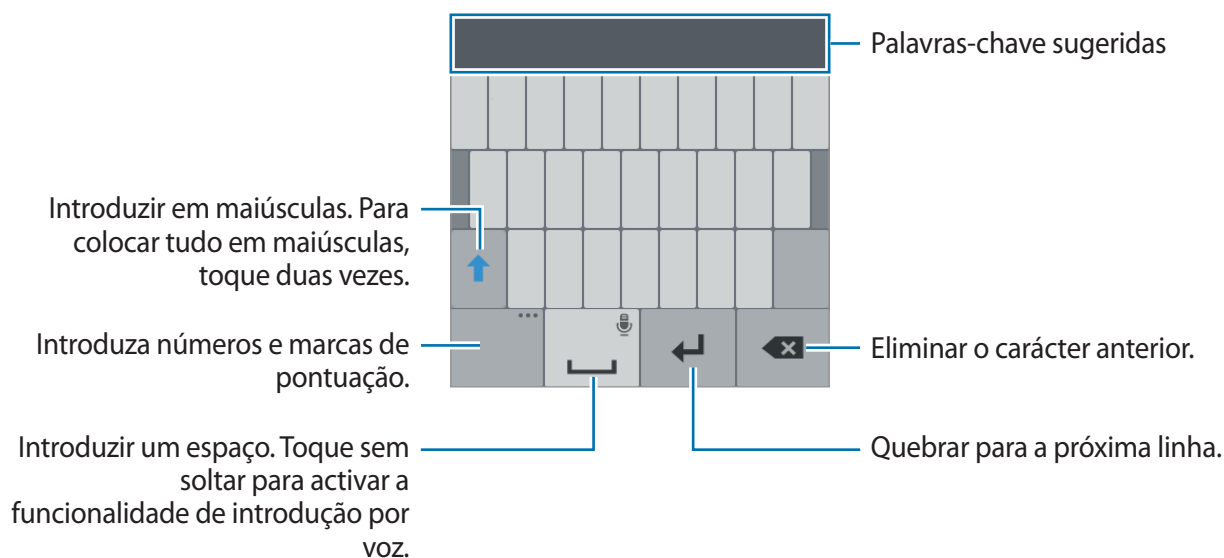 Palavras-chave sugeridas
Introduzir em maiúsculas. Para
colocar tudo em maiúsculas,
toque duas vezes.
Introduza números e marcas de
pontuação.
Eliminar o carácter anterior.
Introduzir um espaço. Toque sem
soltar para activar a
funcionalidade de introdução por
voz.
Quebrar para a próxima linha.